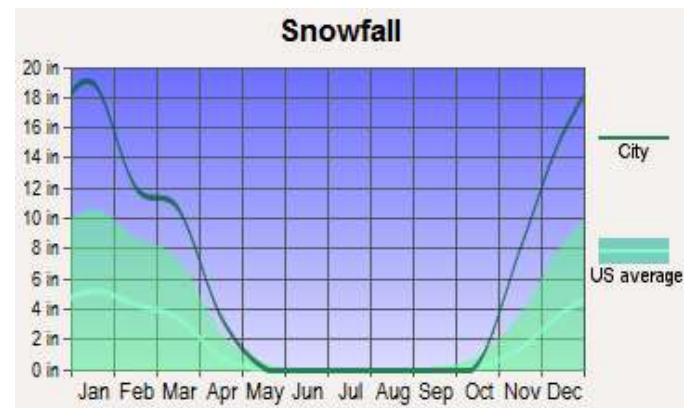 Snowfall
20 in
18 in
16 in
14 in
12 in
10 in
8 in
6 in
4 in
2 in
0 in
Jan Feb Mar Apr May Jun Jul Aug Sep Oct Nov Dec
City
US average